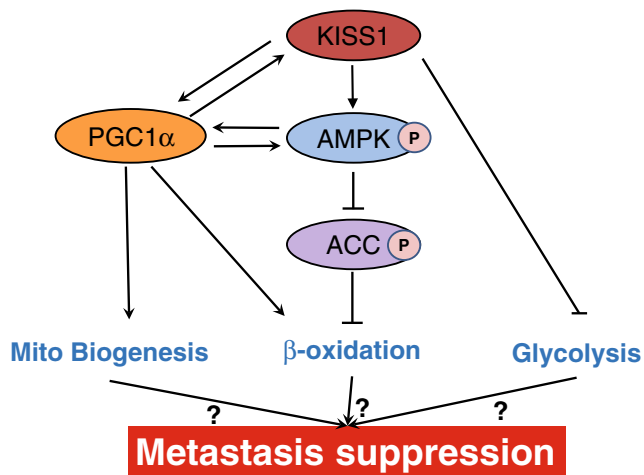 KISS1
PGC1α
AMPK
P
ACC
P
Mito Biogenesis
β-oxidation
Glycolysis
?
?
?
Metastasis suppression